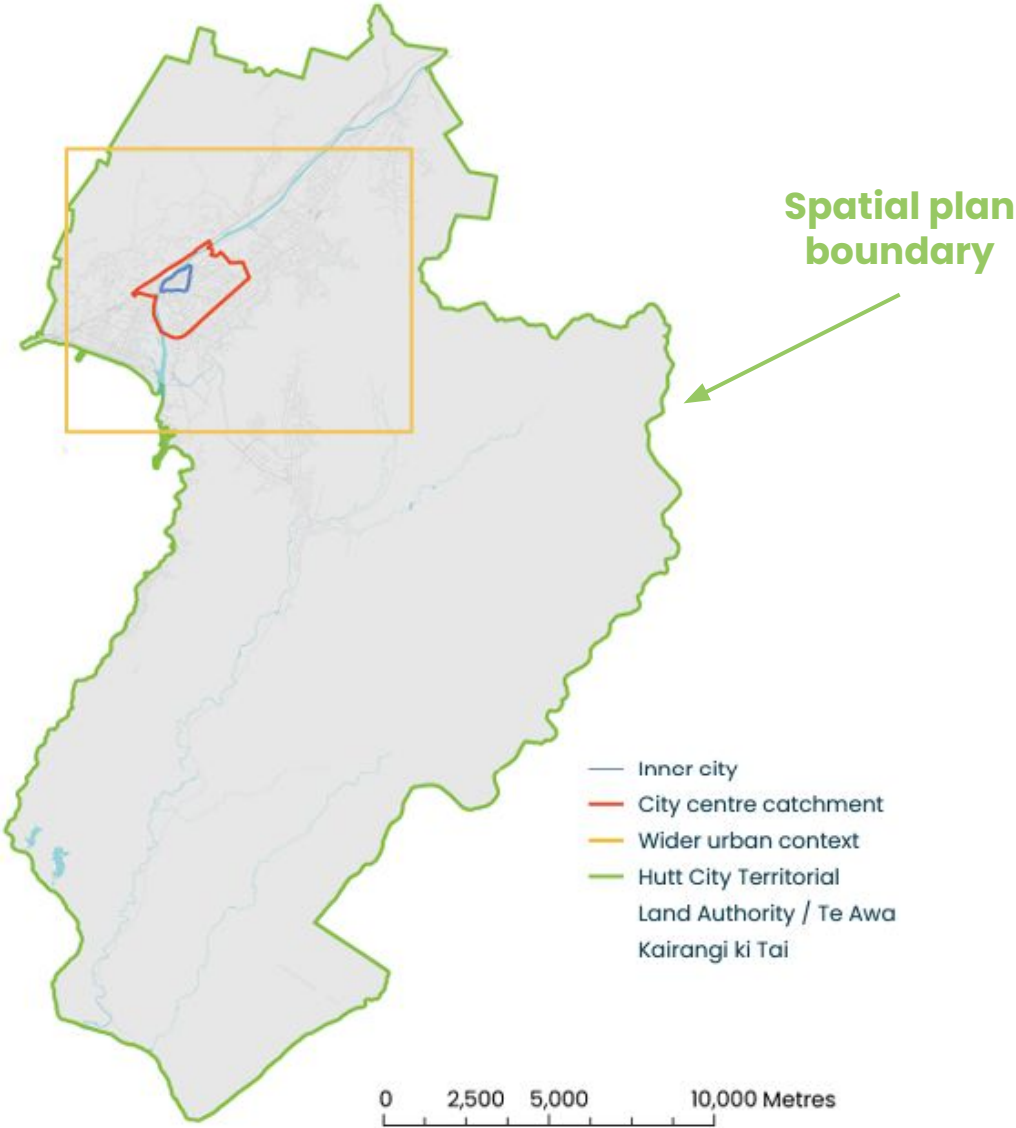 Spatial plan
boundary
Inner city
City centre catchment
Wider urban context
Hutt City Territorial
Land Authority / Te Awa
Kairangi ki Tai
0 2,500 5,000 10,000 Metres